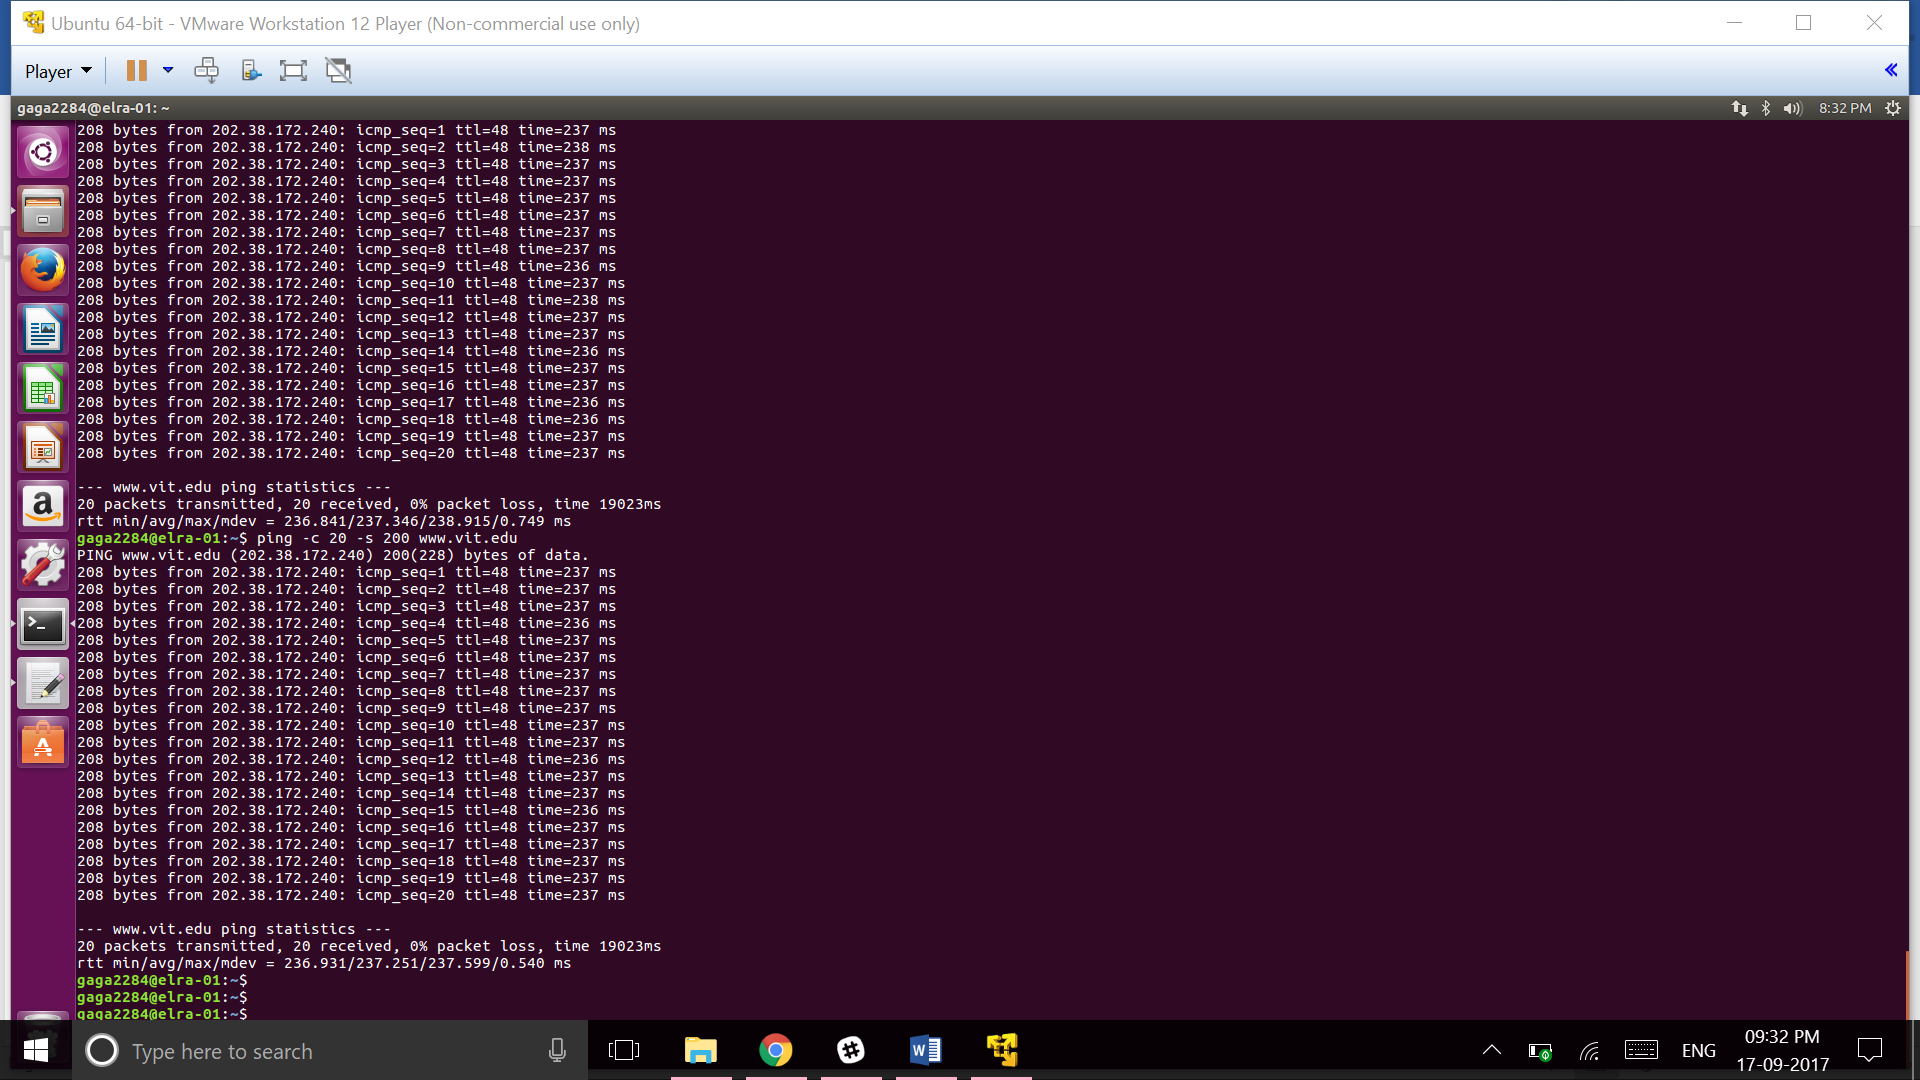 Ubuntu 64-bit - VMware Workstation 12 Player (Non-commercial use only)
Player
gaga2284@elra-01: ~
8:32 PM
208 bytes from 202.38.172.240: icmp_seq=1 ttl=48 time=237 ms
208 bytes from 202.38.172.240: icmp_seq=2 ttl=48 time=238 ms
208 bytes from 202.38.172.240: icmp_seq=3 ttl=48 time=237 ms
208 bytes from 202.38.172.240: icmp_seq=4 ttl=48 time=237 ms
208 bytes from 202.38.172.240: icmp_seq=5 ttl=48 time=237 ms
208 bytes from 202.38.172.240: icmp_seq=6 ttl=48 time=237 ms
208 bytes from 202.38.172.240: icmp_seq=7 ttl=48 time=237 ms
208 bytes from 202.38.172.240: icmp_seq=8 ttl=48 time=237 ms
208 bytes from 202.38.172.240: icmp_seq=9 ttl=48 time=236 ms
208 bytes from 202.38.172.240: icmp_seq=10 ttl=48 time=237 ms
208 bytes from 202.38.172.240: icmp_seq=11 ttl=48 time=238 ms
208 bytes from 202.38.172.240: icmp_seq=12 ttl=48 time=237 ms
208 bytes from 202.38.172.240: icmp_seq=13 ttl=48 time=237 ms
208 bytes from 202.38.172.240: icmp_seq=14 ttl=48 time=236 ms
208 bytes from 202.38.172.240: icmp_seq=15 ttl=48 time=237 ms
208 bytes from 202.38.172.240: icmp_seq=16 ttl=48 time=237 ms
208 bytes from 202.38.172.240: icmp_seq=17 ttl=48 time=236 ms
208 bytes from 202.38.172.240: icmp_seq=18 ttl=48 time=236 ms
208 bytes from 202.38.172.240: icmp_seq=19 ttl=48 time=237 ms
208 bytes from 202.38.172.240: icmp_seq=20 ttl=48 time=237 ms
--- www.vit.edu ping statistics ---
20 packets transmitted, 20 received, 0% packet loss, time 19023ms
rtt min/avg/max/mdev = 236.841/237.346/238.915/0.749 ms
gaga2284@elra-01:~$ ping -c 20 -s 200 www.vit.edu
PING www.vit.edu (202.38.172.240) 200(228) bytes of data.
208 bytes from 202.38.172.240: icmp_seq=1 ttl=48 time=237 ms
208 bytes from 202.38.172.240: icmp_seq=2 ttl=48 time=237 ms
208 bytes from 202.38.172.240: icmp_seq=3 ttl=48 time=237 ms
208 bytes from 202.38.172.240: icmp_seq=4 ttl=48 time=236 ms
208 bytes from 202.38.172.240: icmp_seq=5 ttl=48 time=237 ms
208 bytes from 202.38.172.240: icmp_seq=6 ttl=48 time=237 ms
208 bytes from 202.38.172.240: icmp_seq=7 ttl=48 time=237 ms
208 bytes from 202.38.172.240: icmp_seq=8 ttl=48 time=237 ms
208 bytes from 202.38.172.240: icmp_seq=9 ttl=48 time=237 ms
208 bytes from 202.38.172.240: icmp_seq=10 ttl=48 time=237 ms
208 bytes from 202.38.172.240: icmp_seq=11 ttl=48 time=237 ms
208 bytes from 202.38.172.240: icmp_seq=12 ttl=48 time=236 ms
208 bytes from 202.38.172.240: icmp_seq=13 ttl=48 time=237 ms
208 bytes from 202.38.172.240: icmp_seq=14 ttl=48 time=237 ms
208 bytes from 202.38.172.240: icmp_seq=15 ttl=48 time=236 ms
208 bytes from 202.38.172.240: icmp_seq=16 ttl=48 time=237 ms
208 bytes from 202.38.172.240: icmp_seq=17 ttl=48 time=237 ms
208 bytes from 202.38.172.240: icmp_seq=18 ttl=48 time=237 ms
208 bytes from 202.38.172.240: icmp_seq=19 ttl=48 time=237 ms
208 bytes from 202.38.172.240: icmp_seq=20 ttl=48 time=237 ms
--- www.vit.edu ping statistics ---
20 packets transmitted, 20 received, 0% packet loss, time 19023ms
rtt min/avg/max/mdev = 236.931/237.251/237.599/0.540 ms
gaga2284@elra-01:~$
gaga2284@elra-01:~$
gaga2284@elra-01:~$
Type here to search
ENG
09:32 PM
17-09-2017